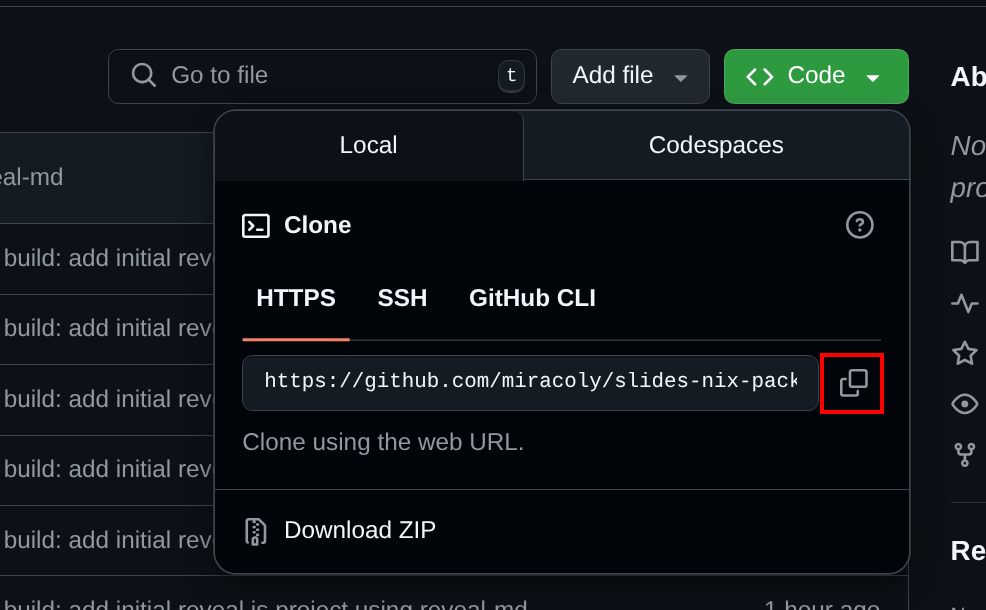 Go to file
t
Add file
Code
Ab
Local
Codespaces
No
eal-md
pro
Clone
build: add initial reve
HTTPS SSH GitHub CLI
build: add initial reve
https://github.com/miracoly/slides-nix-pack
build: add initial reve
Clone using the web URL.
build: add initial reve
Download ZIP
build: add initial reve
Re
build: add initial reveal.js project using reveal-md
1 hour ago